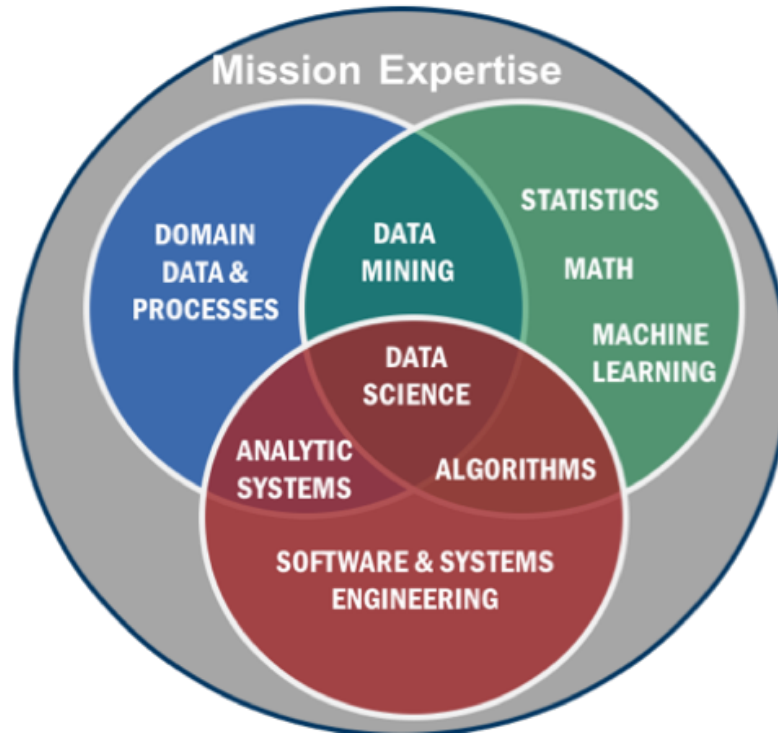 Mission Expertise
DOMAIN
DATA &
PROCESSES
DATA
MINING
STATISTICS
MATH
MACHINE
LEARNING
DATA
SCIENCE
ANALYTIC
SYSTEMS
ALGORITHMS
SOFTWARE & SYSTEMS
ENGINEERING